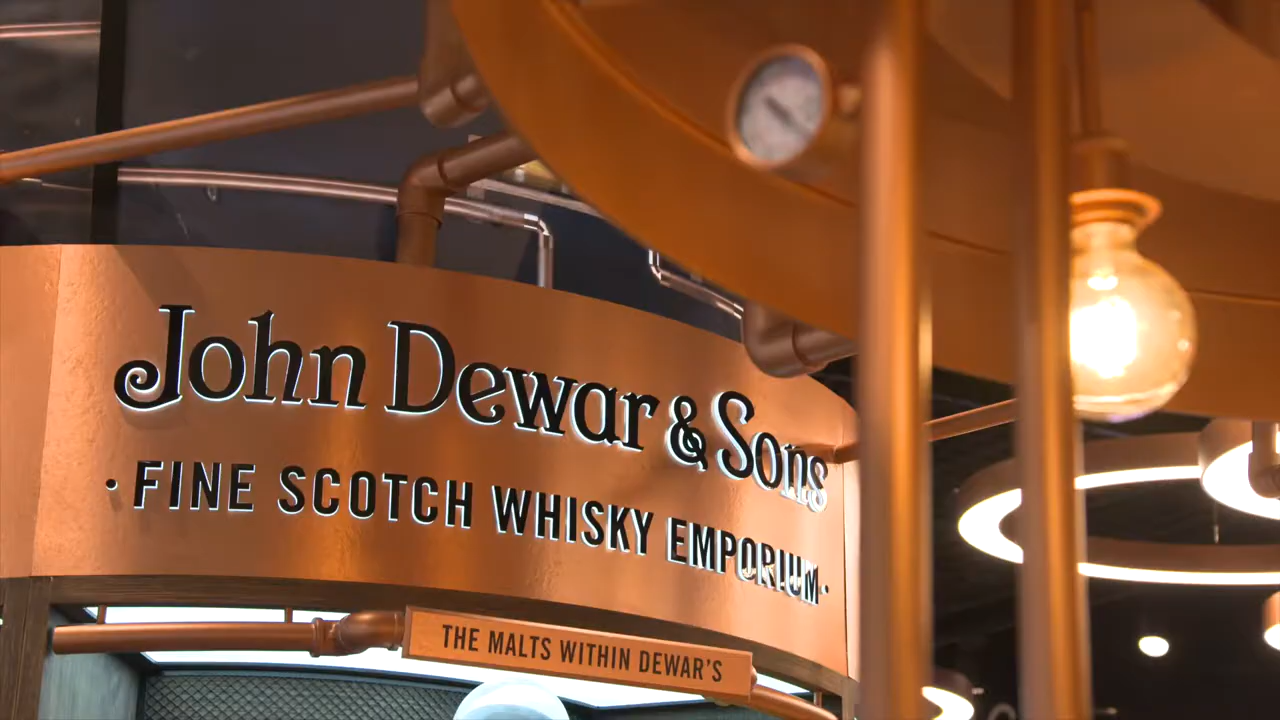 John Dewar & Sons
· FINE SCOTCH WHISKY EMPORIUM ·
THE MALTS WITHIN DEWAR'S